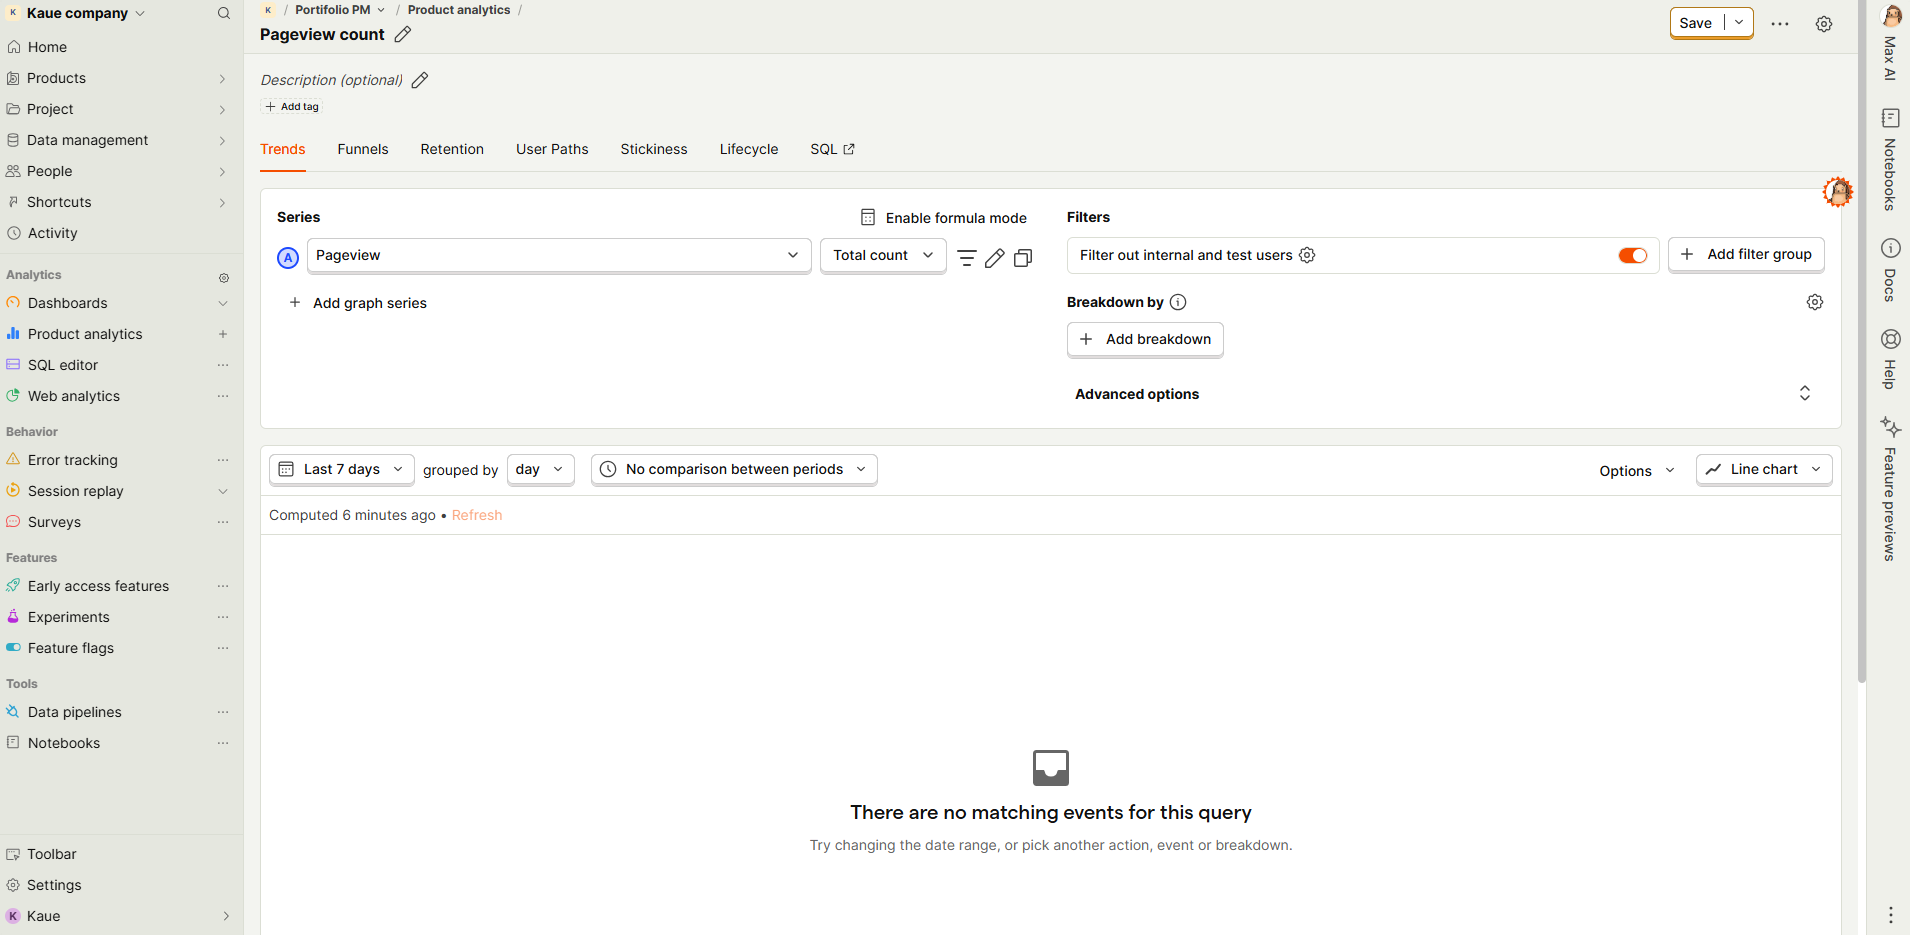 K Kaue company
Home
Products
Project
Data management
People
Shortcuts
Activity
Analytics
Dashboards
Product analytics
SQL editor
Web analytics
Behavior
Error tracking
Session replay
Surveys
Features
Early access features
Experiments
Feature flags
Tools
Data pipelines
Notebooks
Toolbar
Settings
K Kaue
K / Portifolio PM / Product analytics /
Pageview count
Save
Description (optional)
Add tag
Trends Funnels Retention User Paths Stickiness Lifecycle SQL
Series Enable formula mode
A Pageview Total count
Add graph series
Filters
Filter out internal and test users Add filter group
Breakdown by
Add breakdown
Advanced options
Last 7 days grouped by day No comparison between periods Options Line chart
Computed 6 minutes ago • Refresh
There are no matching events for this query
Try changing the date range, or pick another action, event or breakdown.
Max AI
Notebooks
Docs
Help
Feature previews